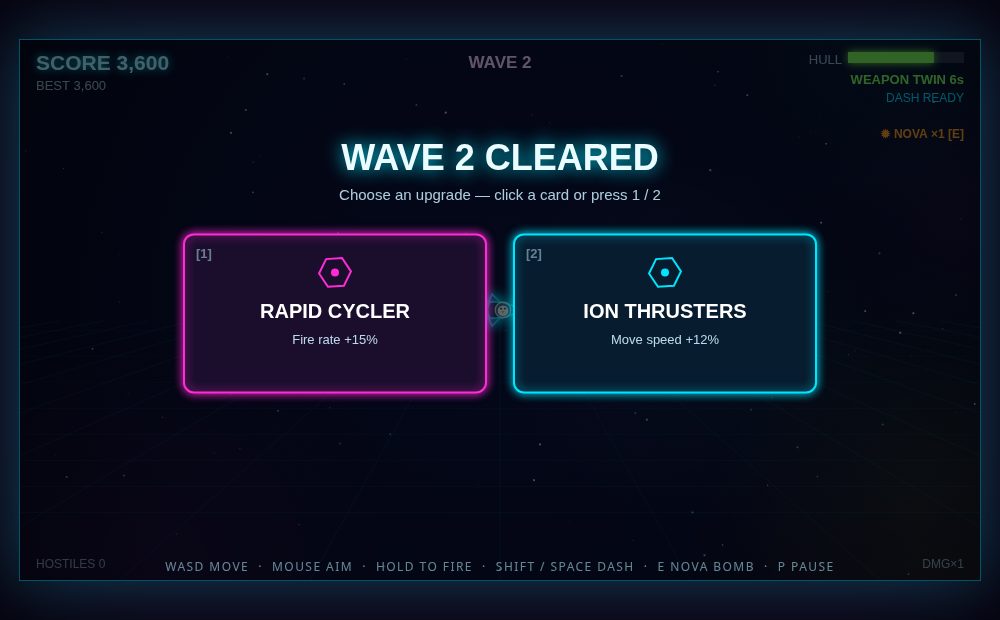 SCORE 3,600
BEST 3,600
WAVE 2
HULL
WEAPON TWIN 6s
DASH READY
✹ NOVA ×1 [E]
WAVE 2 CLEARED
Choose an upgrade — click a card or press 1 / 2
[1]
RAPID CYCLER
Fire rate +15%
[2]
ION THRUSTERS
Move speed +12%
HOSTILES 0
WASD MOVE · MOUSE AIM · HOLD TO FIRE · SHIFT / SPACE DASH · E NOVA BOMB · P PAUSE
DMG×1